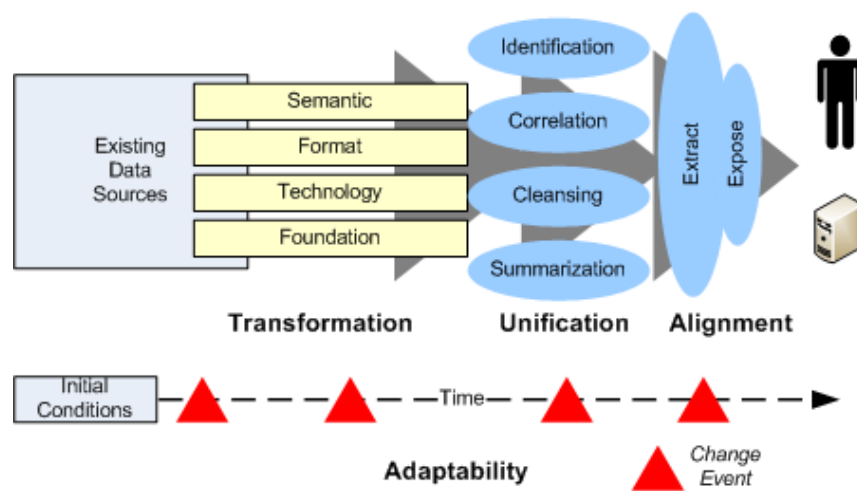 Existing
Data
Sources
Semantic
Format
Technology
Foundation
Identification
Correlation
Cleansing
Summarization
Extract
Expose
Transformation
Unification
Alignment
Initial
Conditions
Time
Adaptability
Change
Event